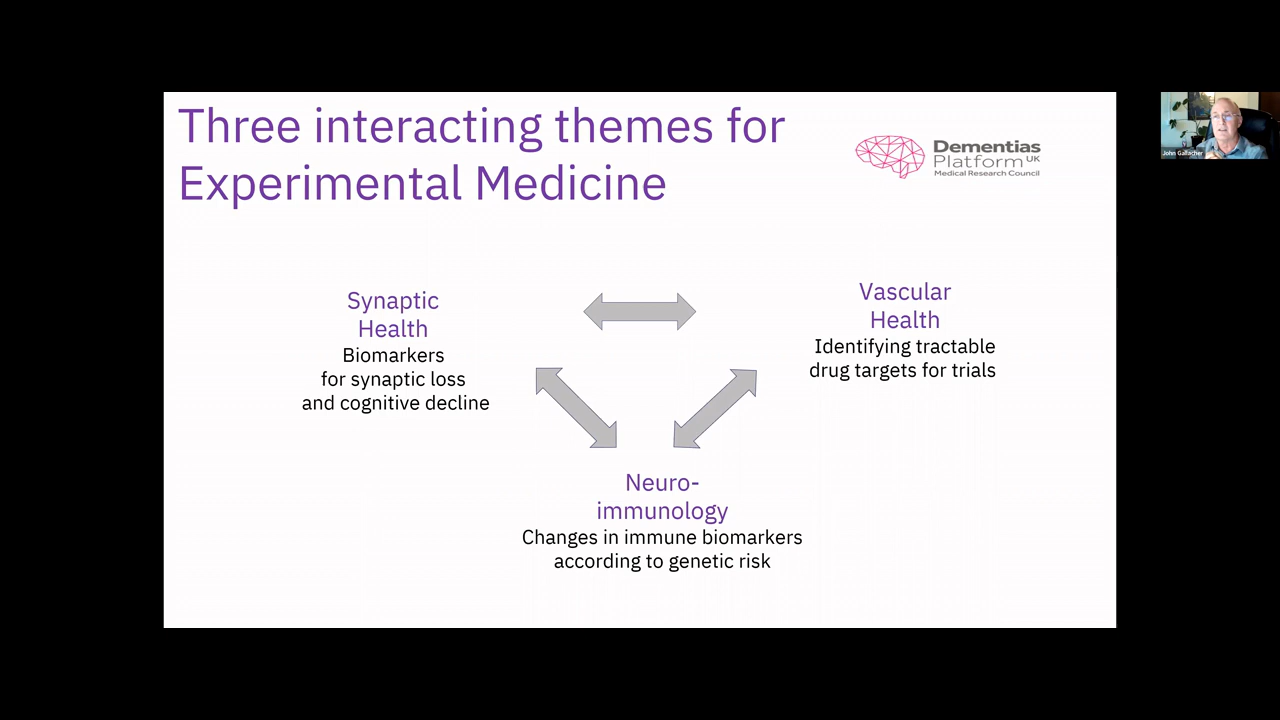 Three interacting themes for
Experimental Medicine
Dementias
Platform UK
Medical Research Council
John Gallacher
Synaptic
Health
Biomarkers
for synaptic loss
and cognitive decline
Vascular
Health
Identifying tractable
drug targets for trials
Neuro-
immunology
Changes in immune biomarkers
according to genetic risk